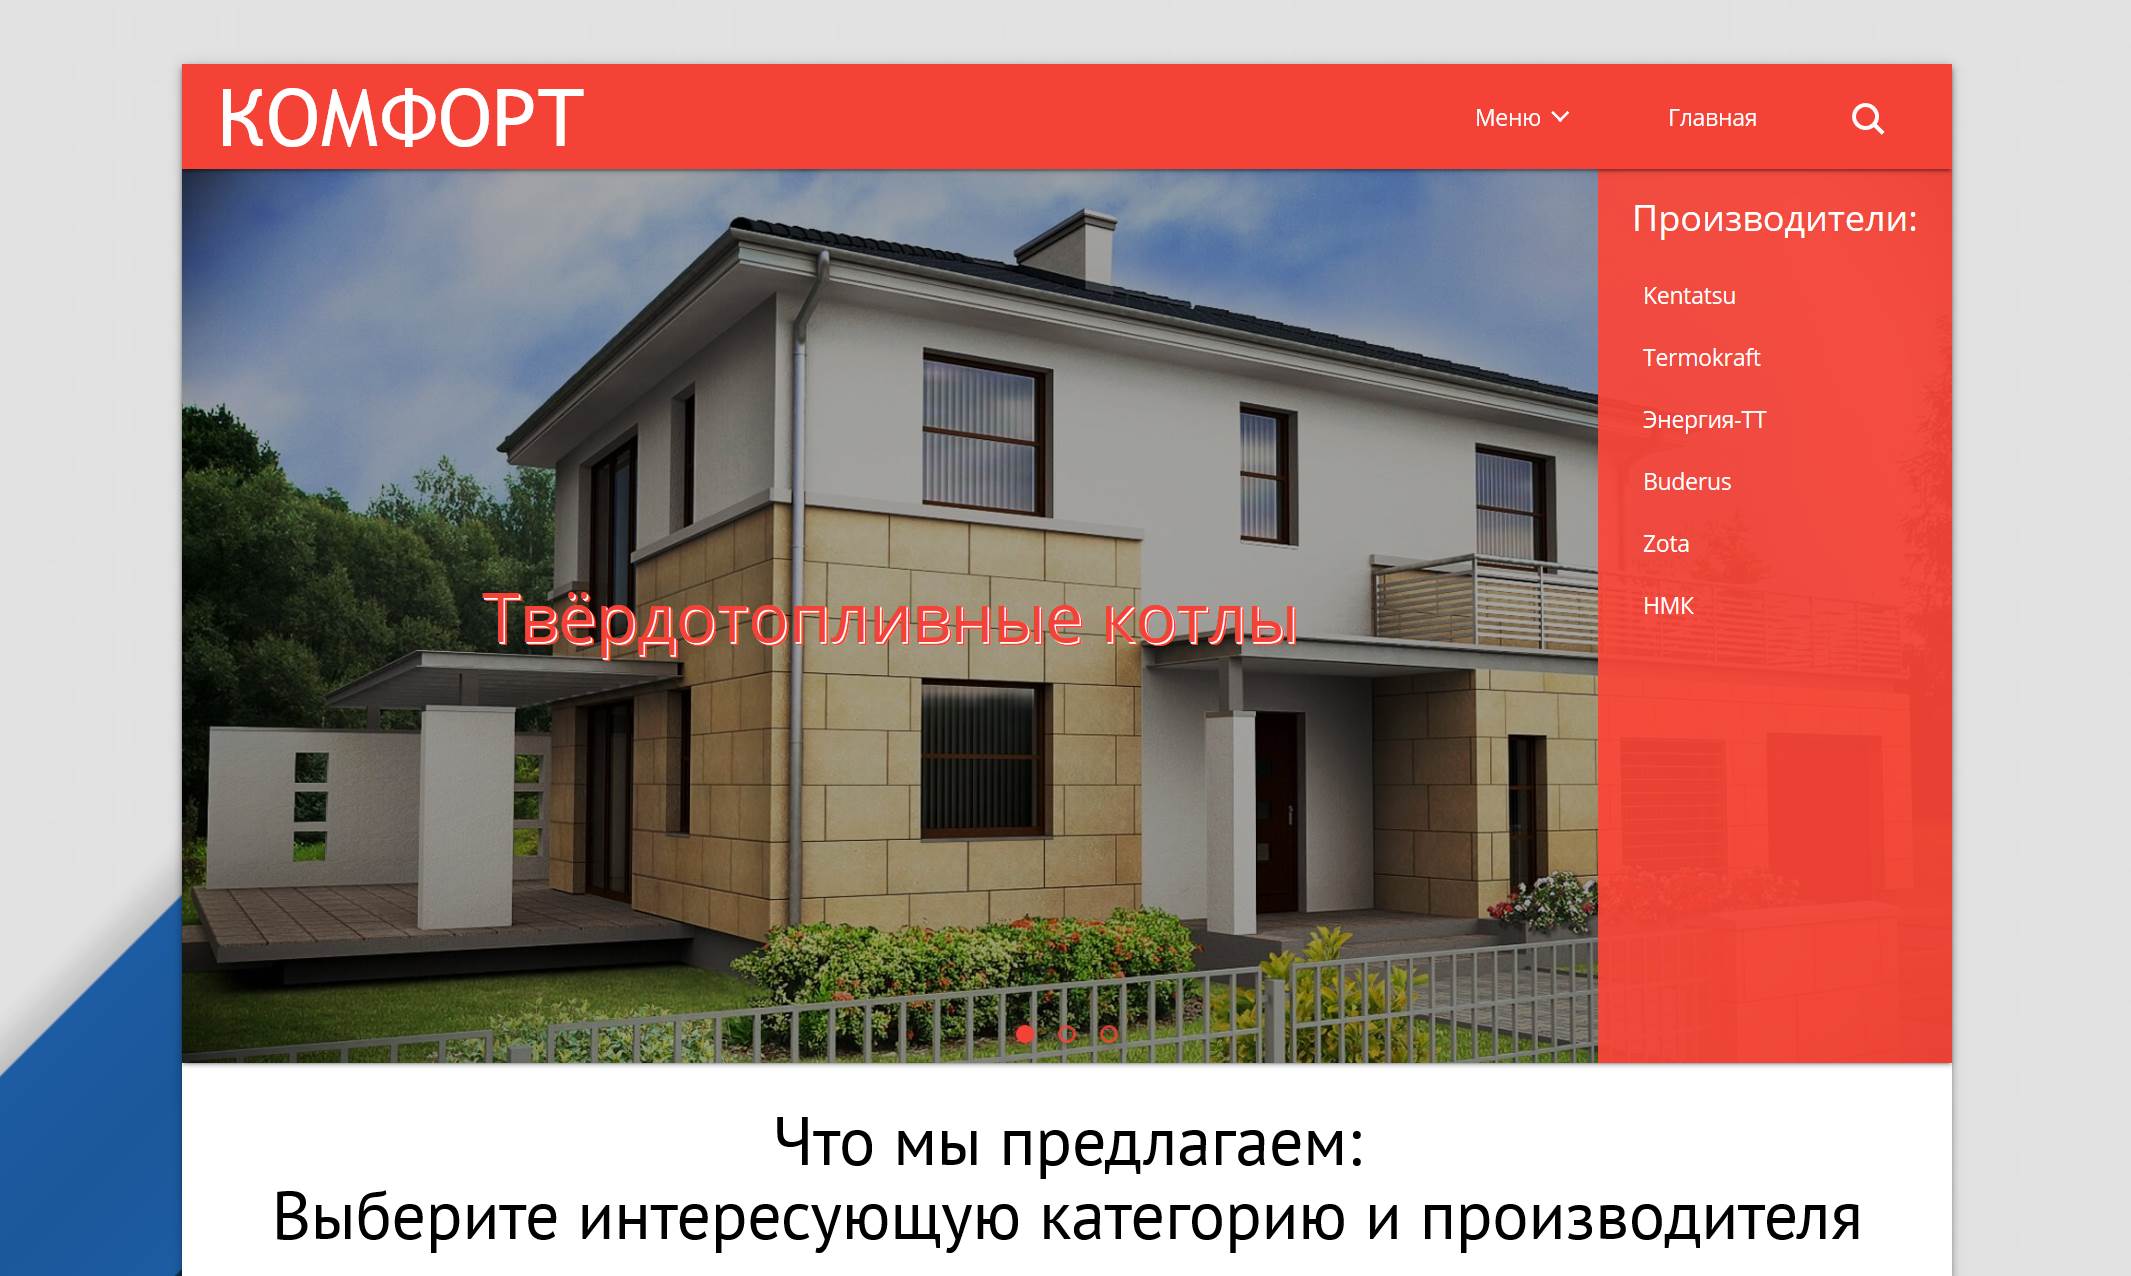 КОМФОРТ
Меню
Главная
Производители:
Kentatsu
Termokraft
Энергия-ТТ
Buderus
Zota
НМК
Твёрдотопливные котлы
Что мы предлагаем:
Выберите интересующую категорию и производителя